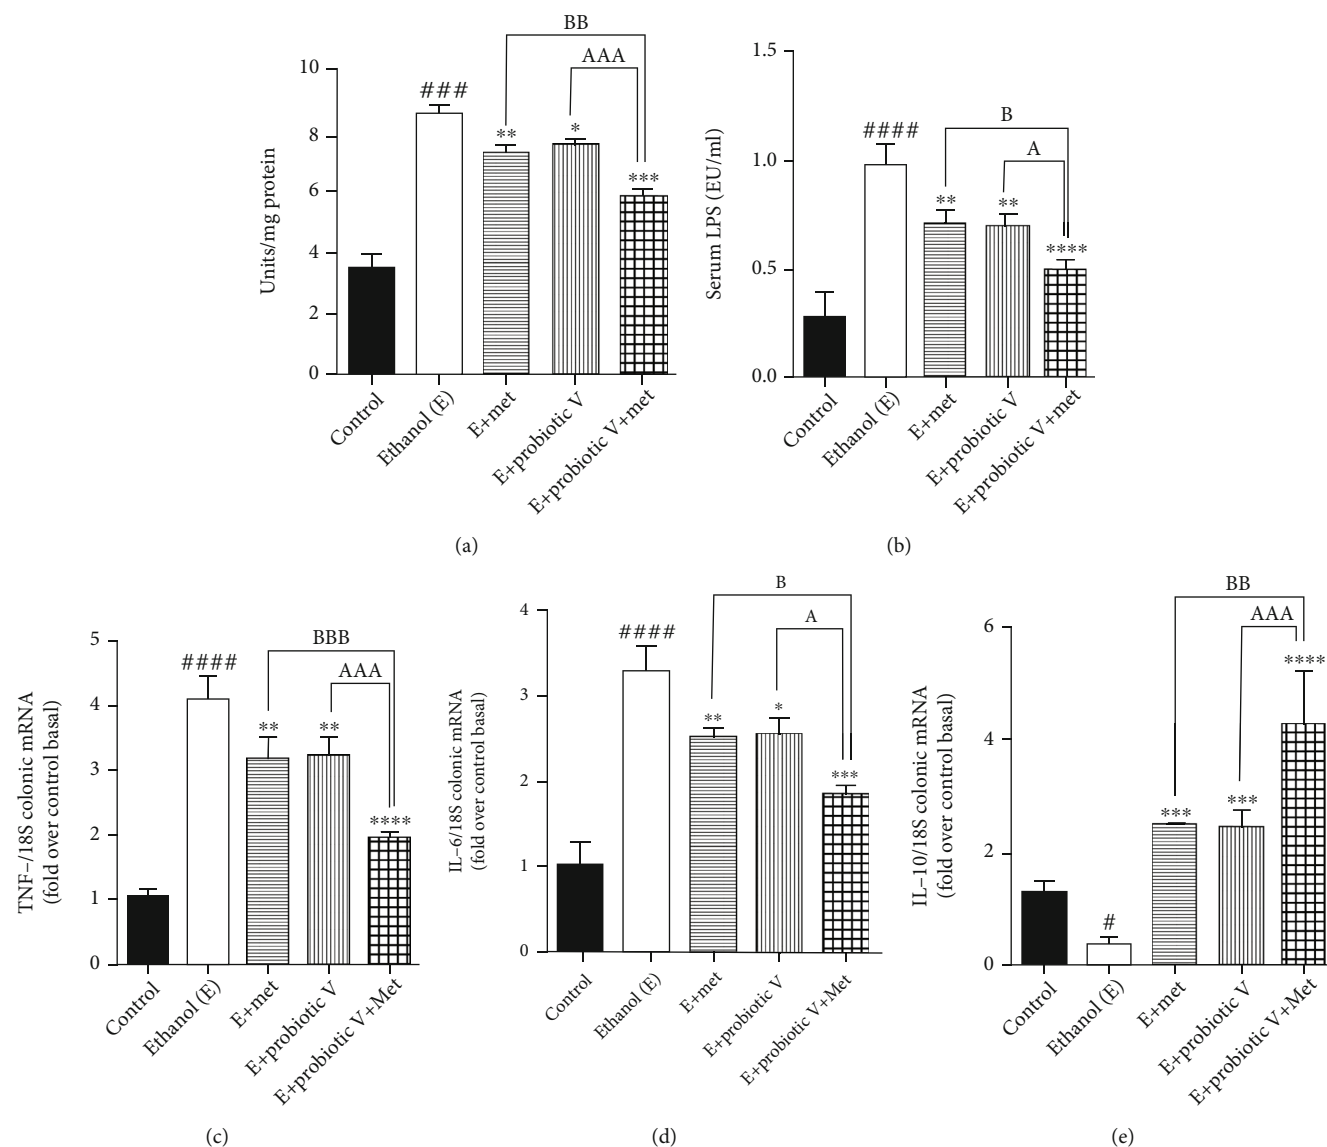 Units/mg protein
10
8
6
4
2
0
###
**
*
***
BB
AAA
Control
Ethanol (E)
E+met
E+probiotic V
E+probiotic V+met
(a)
Serum LPS (EU/ml)
1.5
1.0
0.5
0.0
####
**
**
****
B
A
Control
Ethanol (E)
E+met
E+probiotic V
E+probiotic V+met
(b)
TNF–/18S colonic mRNA
(fold over control basal)
5
4
3
2
1
0
####
**
**
****
BBB
AAA
Control
Ethanol (E)
E+met
E+probiotic V
E+probiotic V+Met
(c)
IL–6/18S colonic mRNA
(fold over control basal)
4
3
2
1
0
####
**
*
***
B
A
Control
Ethanol (E)
E+met
E+probiotic V
E+probiotic V+Met
(d)
IL–10/18S colonic mRNA
(fold over control basal)
6
4
2
0
#
***
***
****
BB
AAA
Control
Ethanol (E)
E+met
E+probiotic V
E+probiotic V+Met
(e)